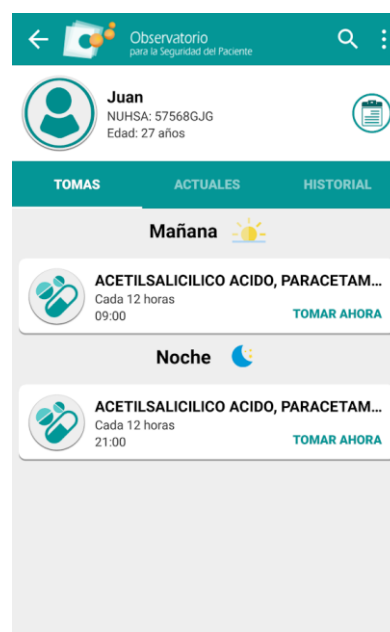 Observatorio
para la Seguridad del Paciente
Juan
NUHSA: 57568GJG
Edad: 27 años
TOMAS
ACTUALES
HISTORIAL
Mañana
ACETILSALICILICO ACIDO, PARACETAM...
Cada 12 horas
09:00
TOMAR AHORA
Noche
ACETILSALICILICO ACIDO, PARACETAM...
Cada 12 horas
21:00
TOMAR AHORA